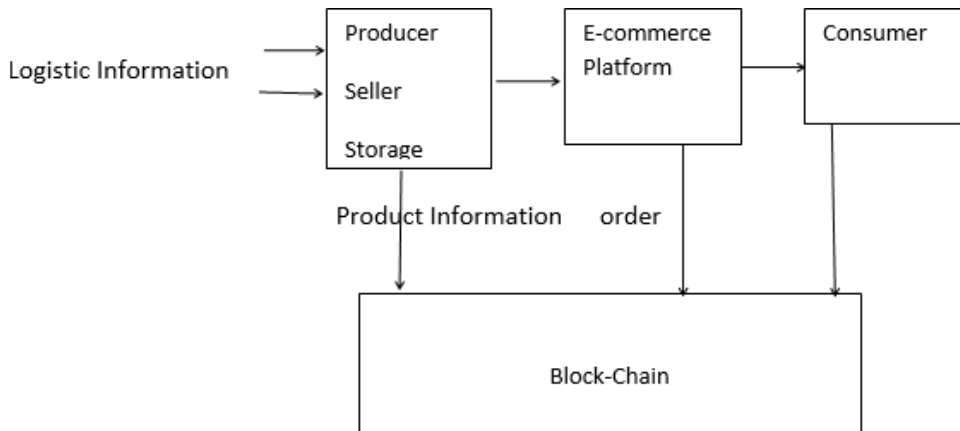 Logistic Information
Producer
Seller
Storage
E-commerce
Platform
Consumer
Product Information
order
Block-Chain